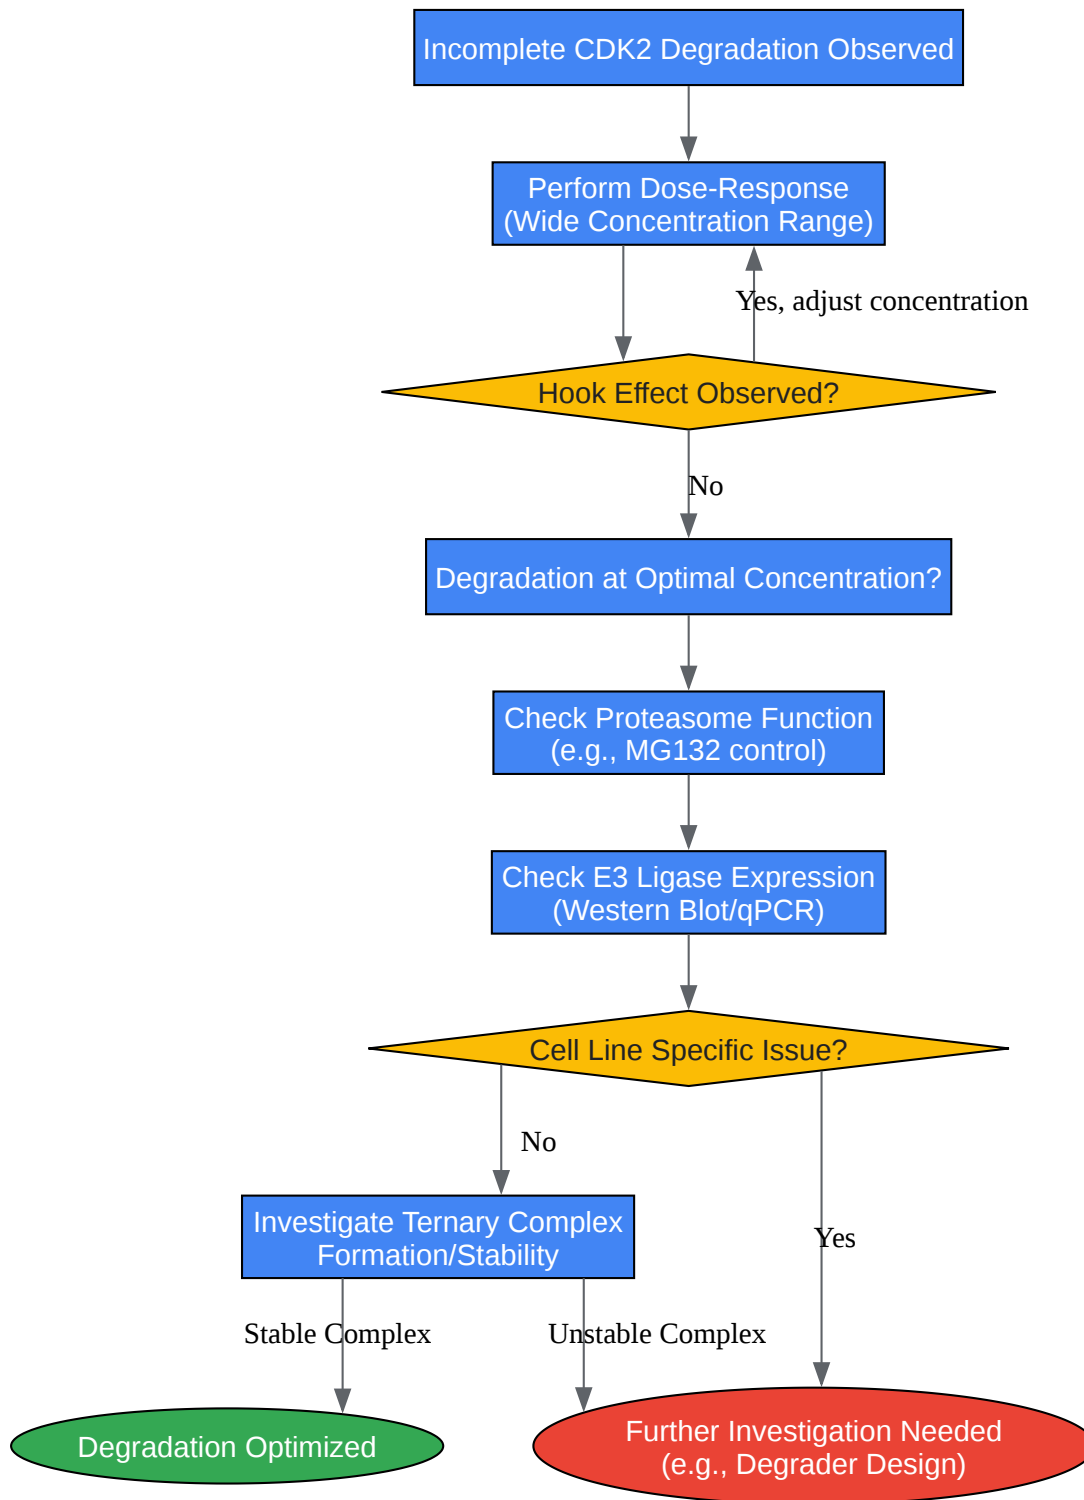 Incomplete CDK2 Degradation Observed
Perform Dose-Response
(Wide Concentration Range)
Yes, adjust concentration
Hook Effect Observed?
No
Degradation at Optimal Concentration?
Check Proteasome Function
(e.g., MG132 control)
Check E3 Ligase Expression
(Western Blot/qPCR)
Cell Line Specific Issue?
No
Investigate Ternary Complex
Formation/Stability
Yes
Stable Complex
Unstable Complex
Degradation Optimized
Further Investigation Needed
(e.g., Degrader Design)